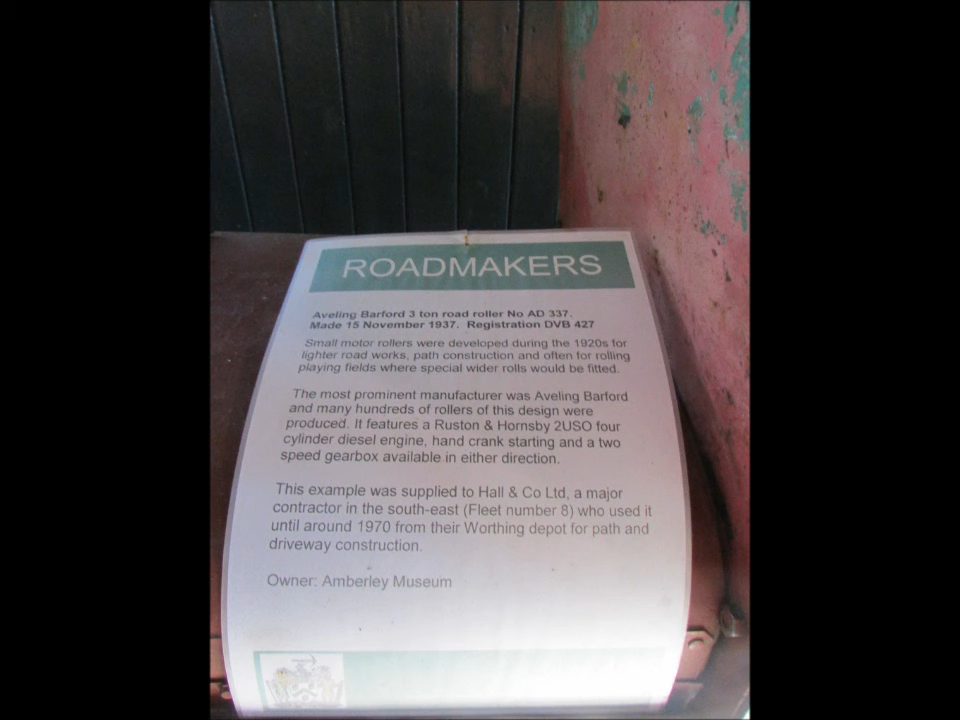 ROADMAKERS
Aveling Barford 3 ton road roller No AD 337.
Made 15 November 1937. Registration DVB 427
Small motor rollers were developed during the 1920s for
lighter road works, path construction and often for rolling
playing fields where special wider rolls would be fitted.
The most prominent manufacturer was Aveling Barford
and many hundreds of rollers of this design were
produced. It features a Ruston & Hornsby 2USO four
cylinder diesel engine, hand crank starting and a two
speed gearbox available in either direction.
This example was supplied to Hall & Co Ltd, a major
contractor in the south-east (Fleet number 8) who used it
until around 1970 from their Worthing depot for path and
driveway construction.
Owner: Amberley Museum